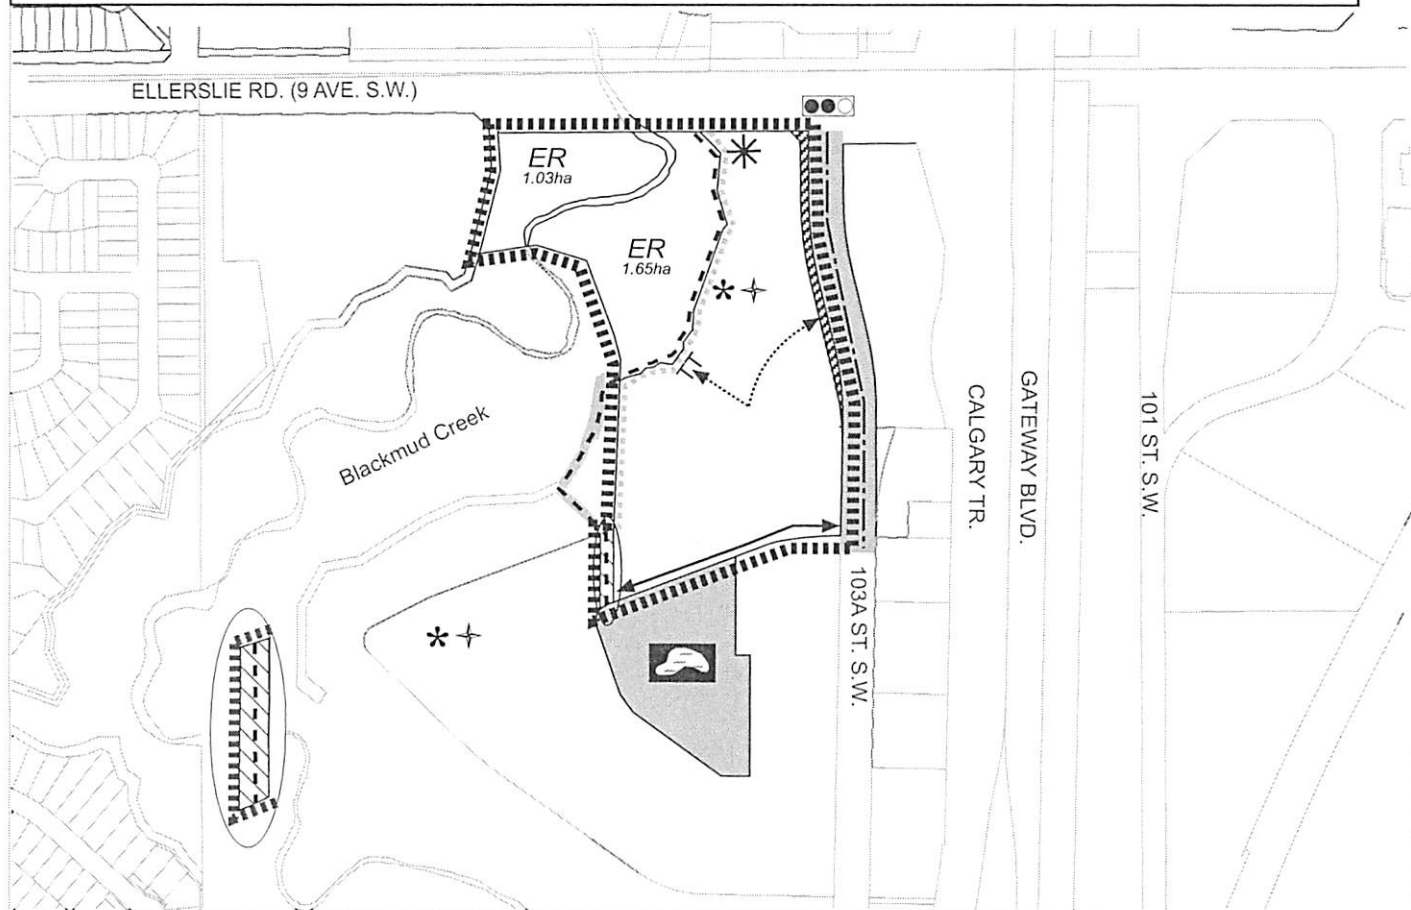 ELLERSLIE RD. (9 AVE. S.W.)
ER
1.03ha
ER
1.65ha
Blackmud Creek
CALGARY TR.
GATEWAY BLVD.
101 ST. S.W.
103A ST. S.W.